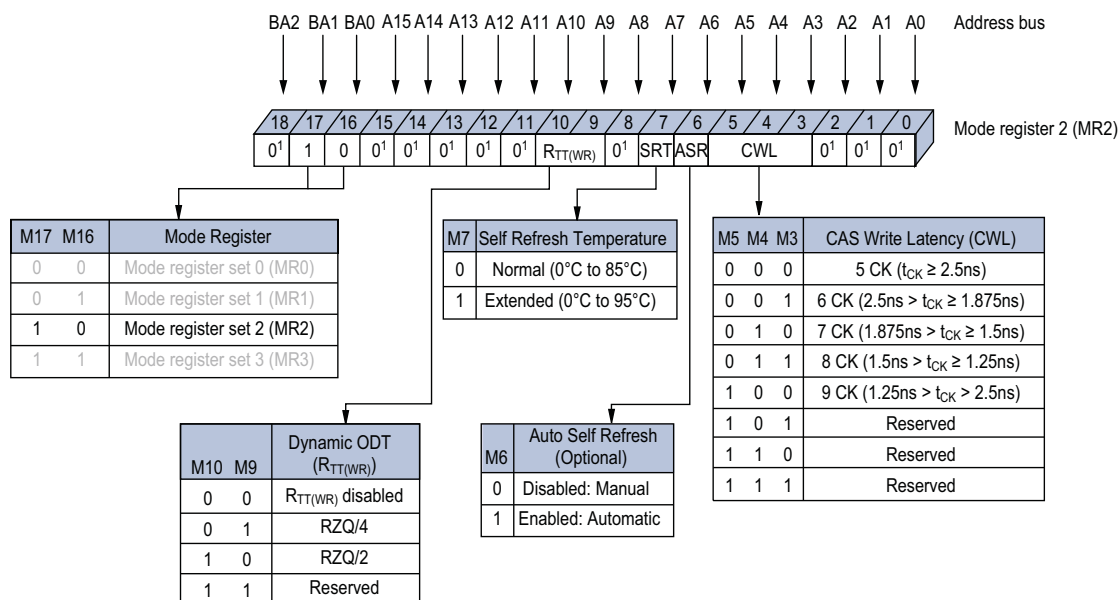 BA2 BA1 BA0 A15 A14 A13 A12 A11 A10 A9 A8 A7 A6 A5 A4 A3 A2 A1 A0 Address bus
18 17 16 15 14 13 12 11 10 9 8 7 6 5 4 3 2 1 0
Mode register 2 (MR2)
0¹ 1 0 0¹ 0¹ 0¹ 0¹ 0¹ RTT(WR) 0¹ SRT ASR CWL 0¹ 0¹ 0¹
M17 M16 Mode Register
0 0 Mode register set 0 (MR0)
0 1 Mode register set 1 (MR1)
1 0 Mode register set 2 (MR2)
1 1 Mode register set 3 (MR3)
M7 Self Refresh Temperature
0 Normal (0°C to 85°C)
1 Extended (0°C to 95°C)
M5 M4 M3 CAS Write Latency (CWL)
0 0 0 5 CK (tCK ≥ 2.5ns)
0 0 1 6 CK (2.5ns > tCK ≥ 1.875ns)
0 1 0 7 CK (1.875ns > tCK ≥ 1.5ns)
0 1 1 8 CK (1.5ns > tCK ≥ 1.25ns)
1 0 0 9 CK (1.25ns > tCK > 2.5ns)
1 0 1 Reserved
1 1 0 Reserved
1 1 1 Reserved
M10 M9 Dynamic ODT
(RTT(WR))
0 0 RTT(WR) disabled
0 1 RZQ/4
1 0 RZQ/2
1 1 Reserved
M6 Auto Self Refresh
(Optional)
0 Disabled: Manual
1 Enabled: Automatic